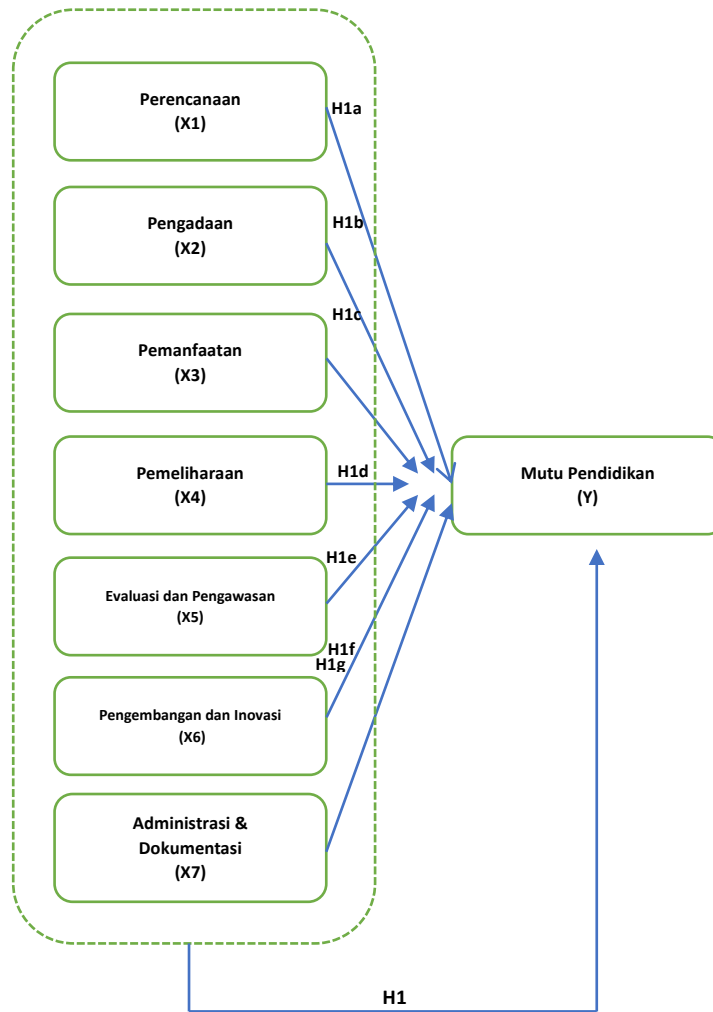 Perencanaan
(X1)
H1a
Pengadaan
(X2)
H1b
H1c
Pemanfaatan
(X3)
Pemeliharaan
(X4)
H1d
Mutu Pendidikan
(Y)
H1e
Evaluasi dan Pengawasan
(X5)
H1f
H1g
Pengembangan dan Inovasi
(X6)
Administrasi &
Dokumentasi
(X7)
H1